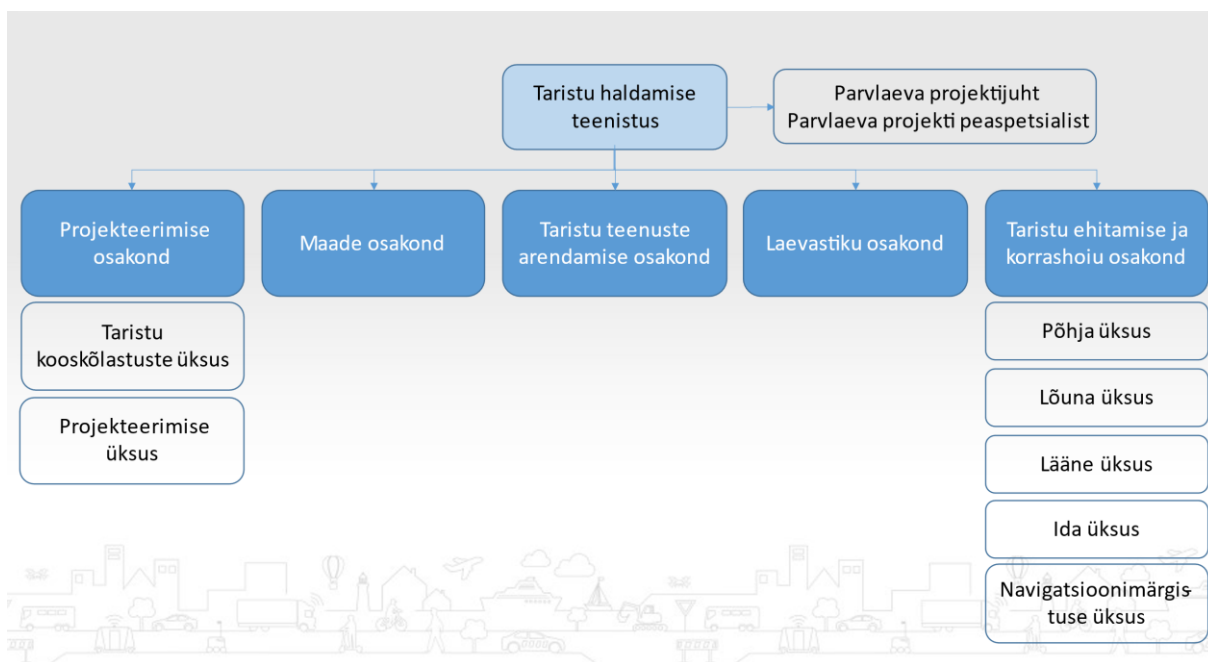 Taristu haldamise
teenistus
Parvlaeva projektijuht
Parvlaeva projekti peaspetsialist
Projekteerimise
osakond
Maade osakond
Taristu teenuste
arendamise osakond
Laevastiku osakond
Taristu ehitamise ja
korrashoiu osakond
Taristu
kooskõlastuste üksus
Projekteerimise
üksus
Põhja üksus
Lõuna üksus
Lääne üksus
Ida üksus
Navigatsioonimärgis-
tuse üksus